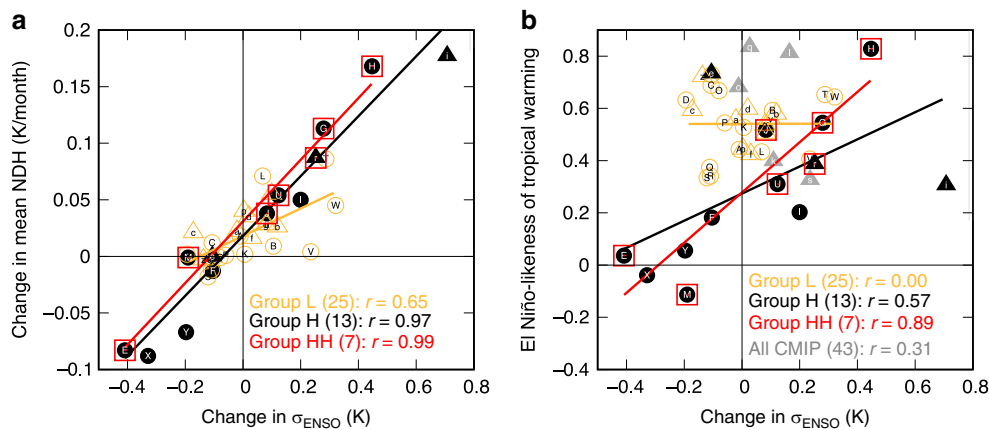 a
Change in mean NDH (K/month)
0.2
0.15
0.1
0.05
0
−0.05
−0.1
−0.6 −0.4 −0.2 0 0.2 0.4 0.6 0.8
Change in σENSO (K)
H
i
G
r
L
U
I
W
c
C
B
V
K
f
E
X
Y
Group L (25): r = 0.65
Group H (13): r = 0.97
Group HH (7): r = 0.99
b
El Niño-likeness of tropical warming
0.8
0.6
0.4
0.2
0
−0.2
−0.4
−0.6 −0.4 −0.2 0 0.2 0.4 0.6 0.8
Change in σENSO (K)
q
l
H
e
C
O
D
c
T
W
d
B
b
P
a
K
G
A
f
L
Q
R
S
V
r
U
i
F
I
E
Y
X
M
Group L (25): r = 0.00
Group H (13): r = 0.57
Group HH (7): r = 0.89
All CMIP (43): r = 0.31